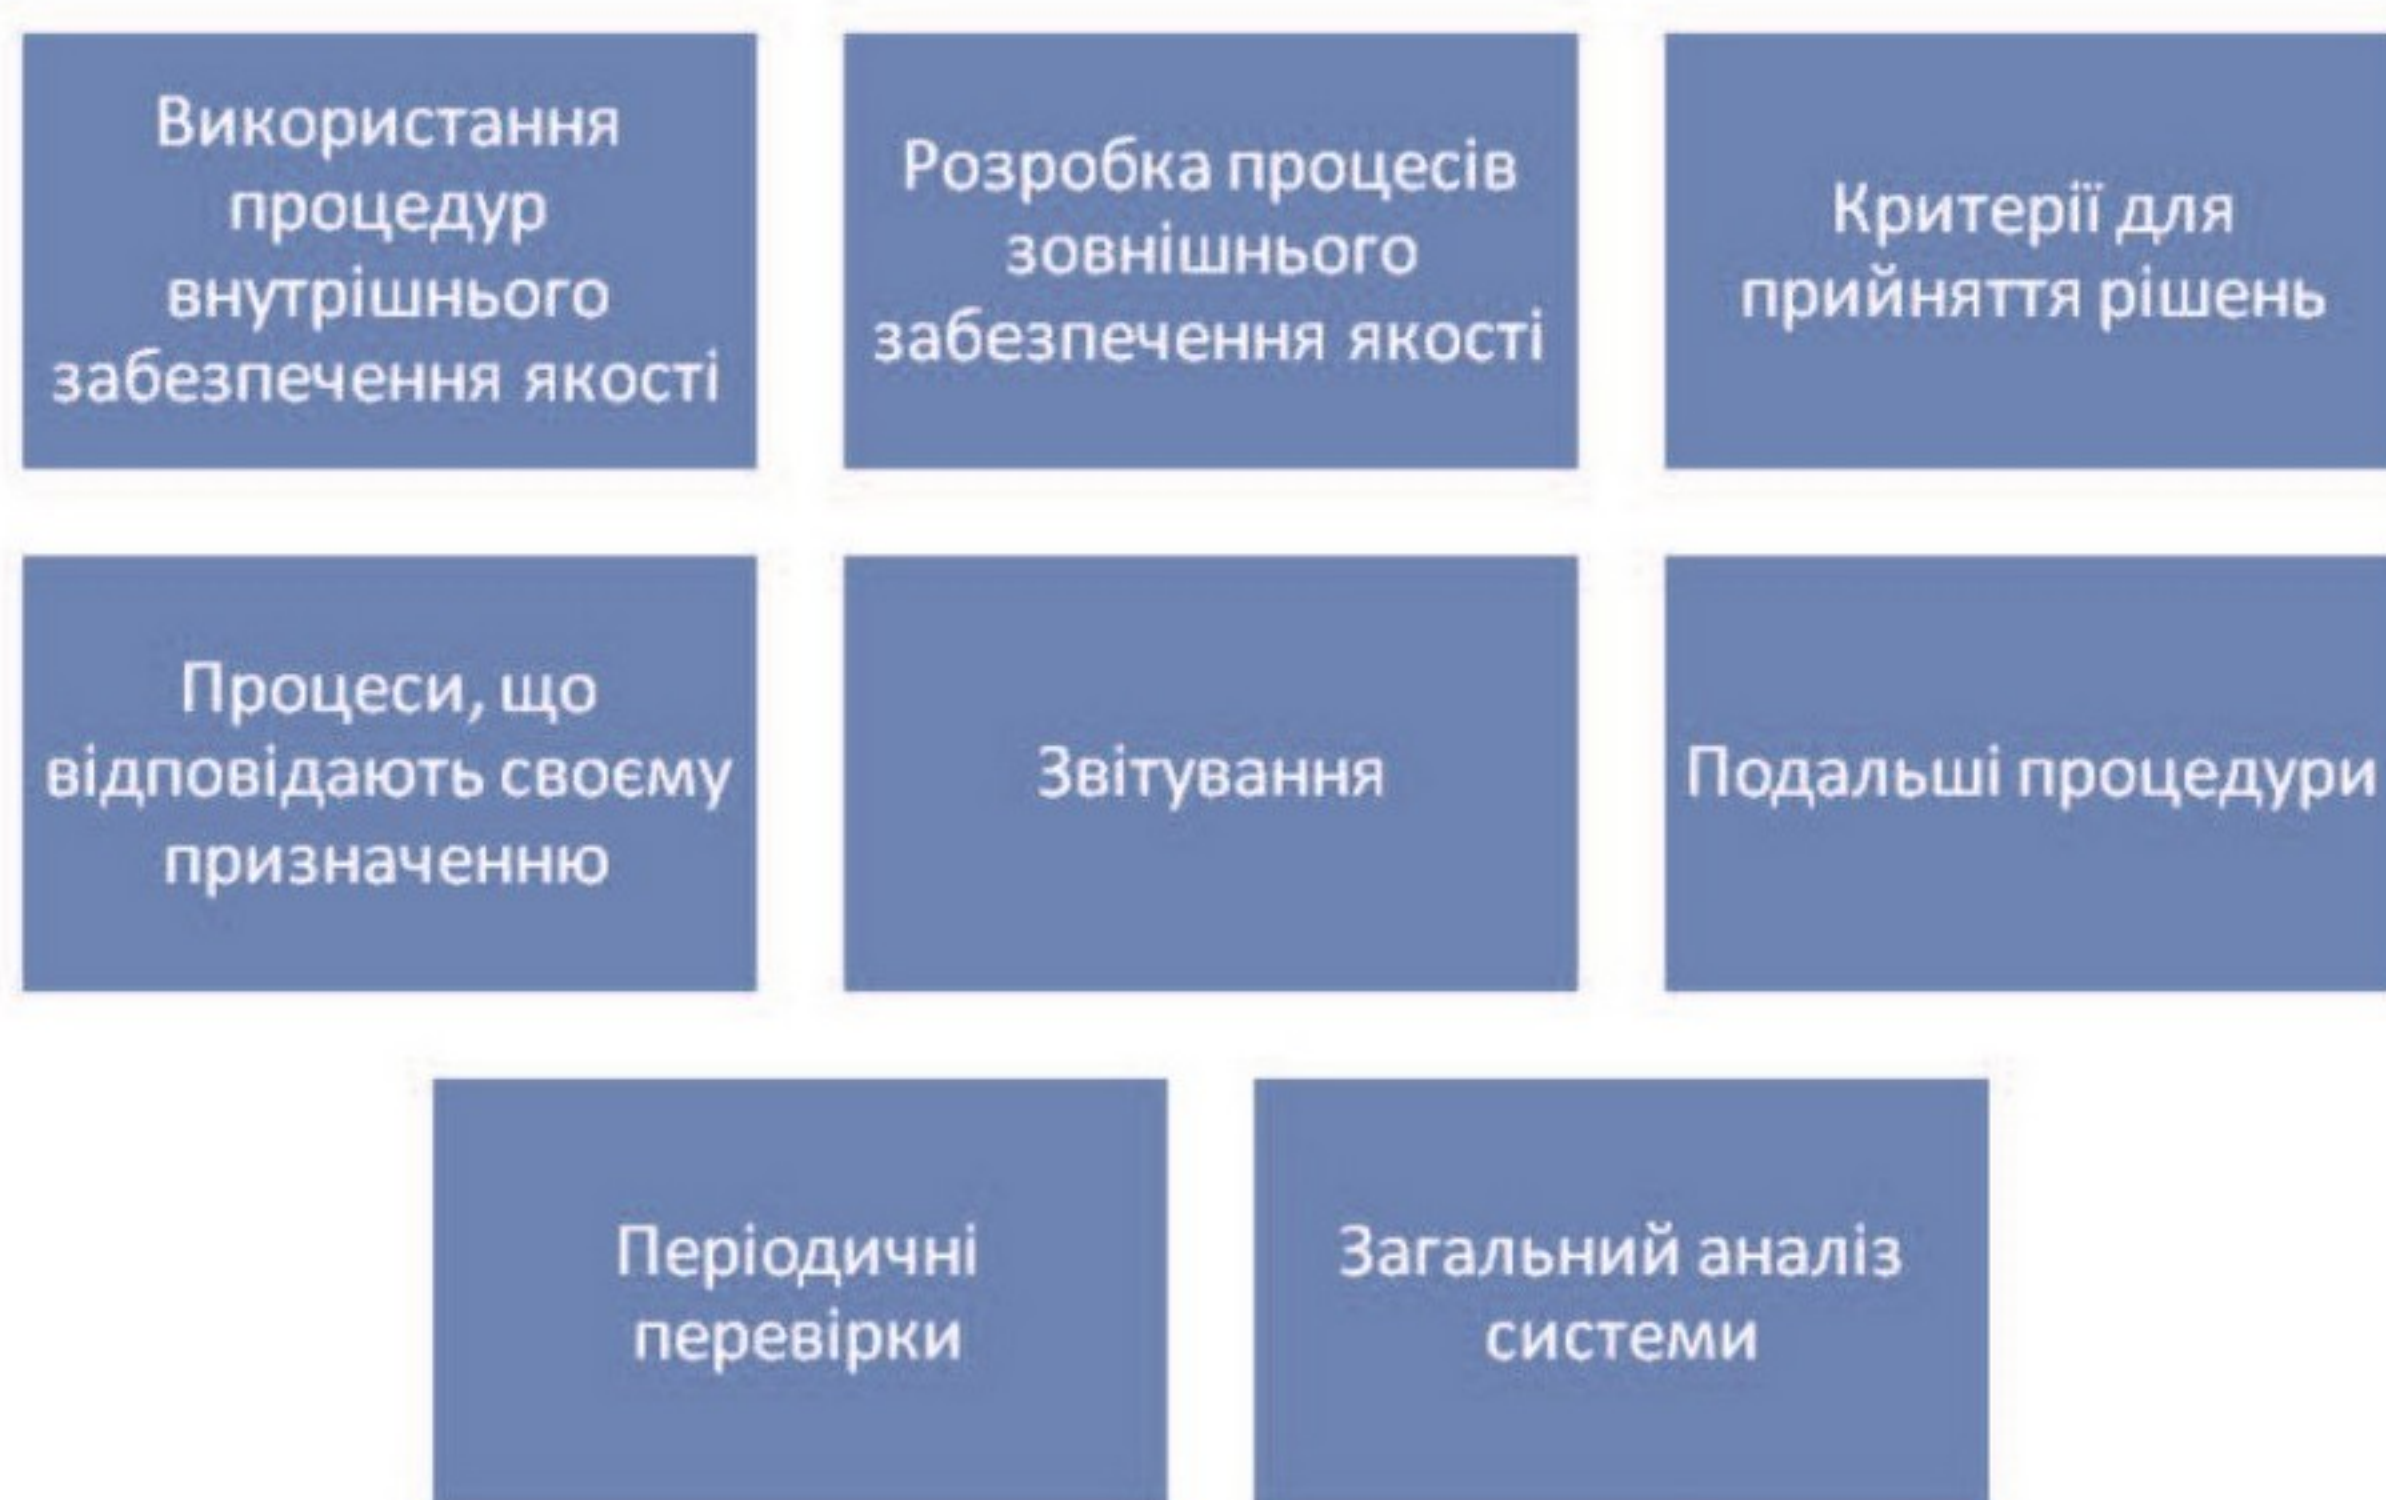 Використання
процедур
внутрішнього
забезпечення якості
Розробка процесів
зовнішнього
забезпечення якості
Критерії для
прийняття рішень
Процеси, що
відповідають своєму
призначенню
Звітування
Подальші процедури
Періодичні
перевірки
Загальний аналіз
системи